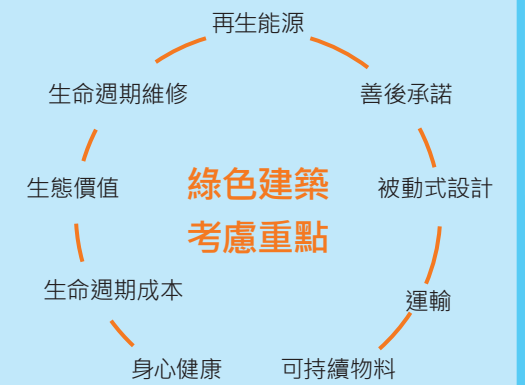 再生能源
生命週期維修
善後承諾
綠色建築
考慮重點
生態價值
被動式設計
生命週期成本
運輸
身心健康
可持續物料